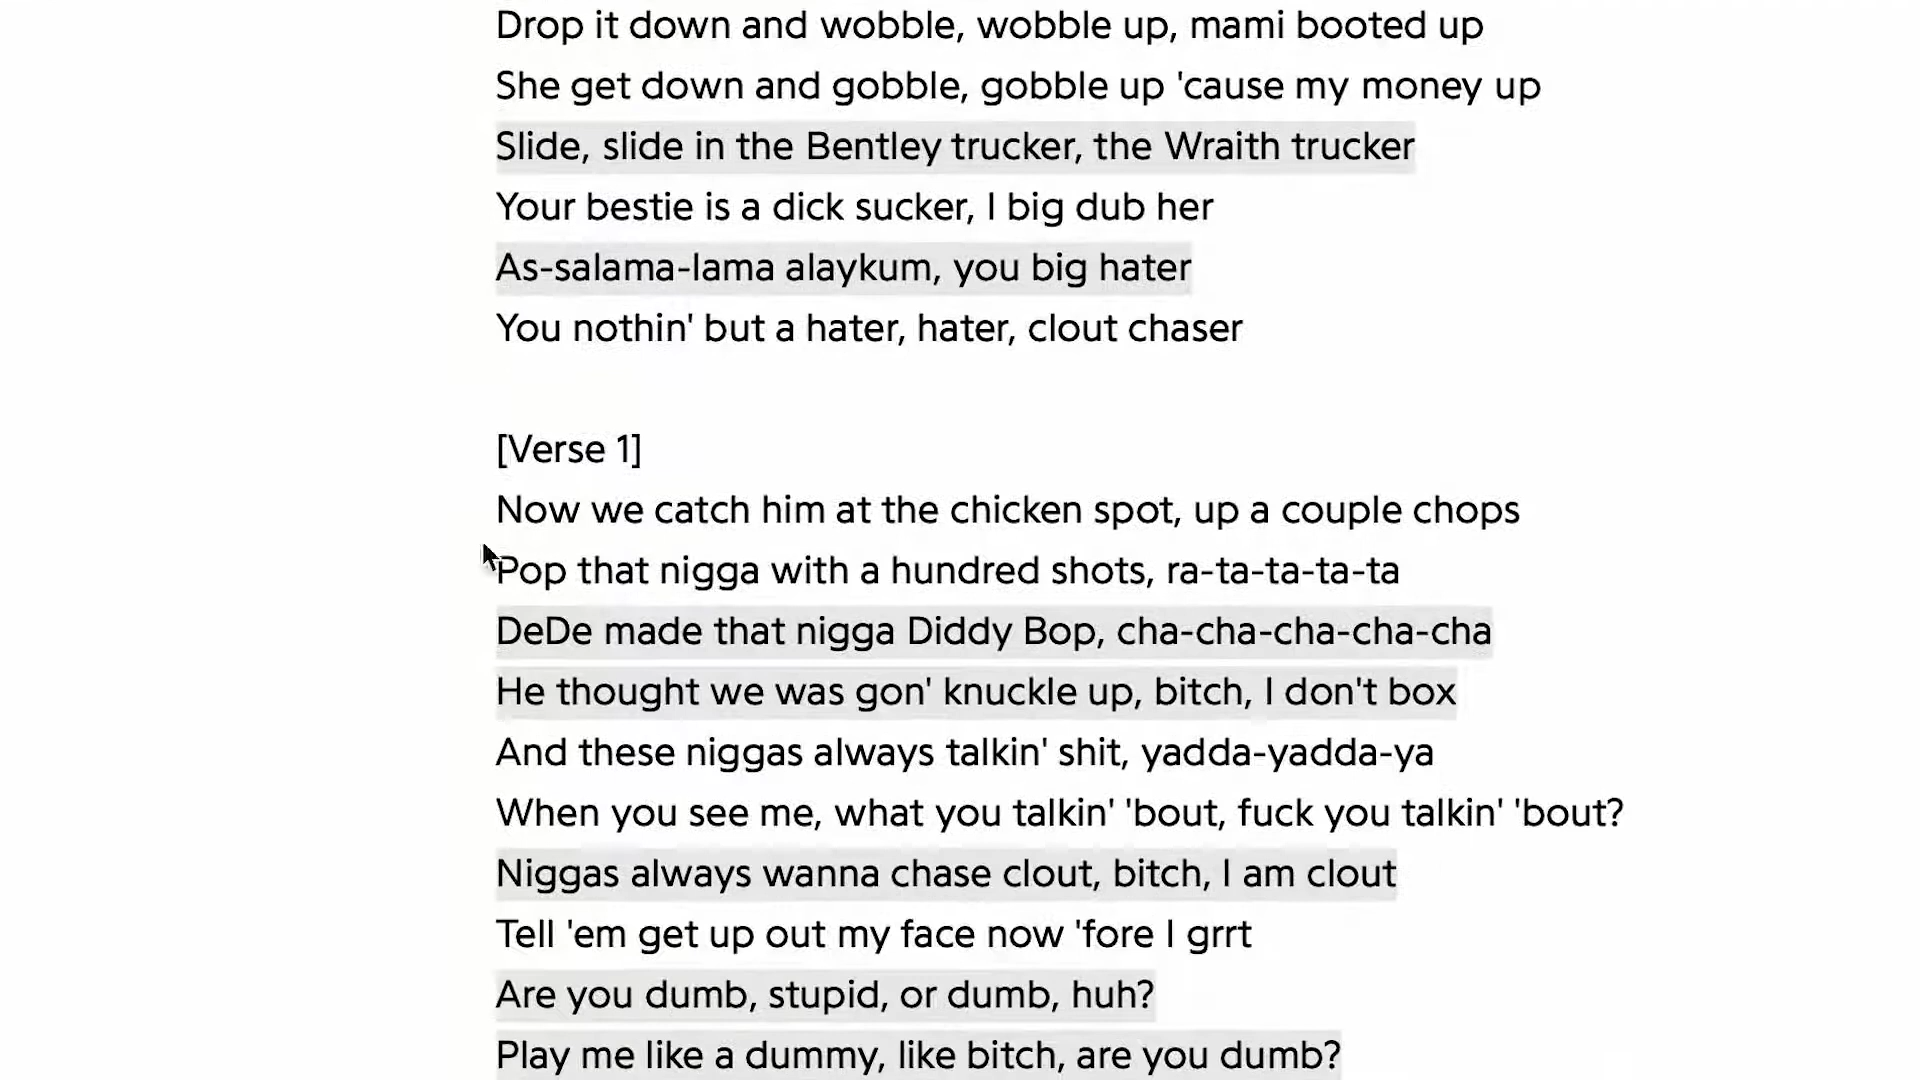 Drop it down and wobble, wobble up, mami booted up
She get down and gobble, gobble up 'cause my money up
Slide, slide in the Bentley trucker, the Wraith trucker
Your bestie is a dick sucker, I big dub her
As-salama-lama alaykum, you big hater
You nothin' but a hater, hater, clout chaser
[Verse 1]
Now we catch him at the chicken spot, up a couple chops
Pop that nigga with a hundred shots, ra-ta-ta-ta-ta
DeDe made that nigga Diddy Bop, cha-cha-cha-cha-cha
He thought we was gon' knuckle up, bitch, I don't box
And these niggas always talkin' shit, yadda-yadda-ya
When you see me, what you talkin' 'bout, fuck you talkin' 'bout?
Niggas always wanna chase clout, bitch, I am clout
Tell 'em get up out my face now 'fore I grrt
Are you dumb, stupid, or dumb, huh?
Play me like a dummy, like bitch, are you dumb?